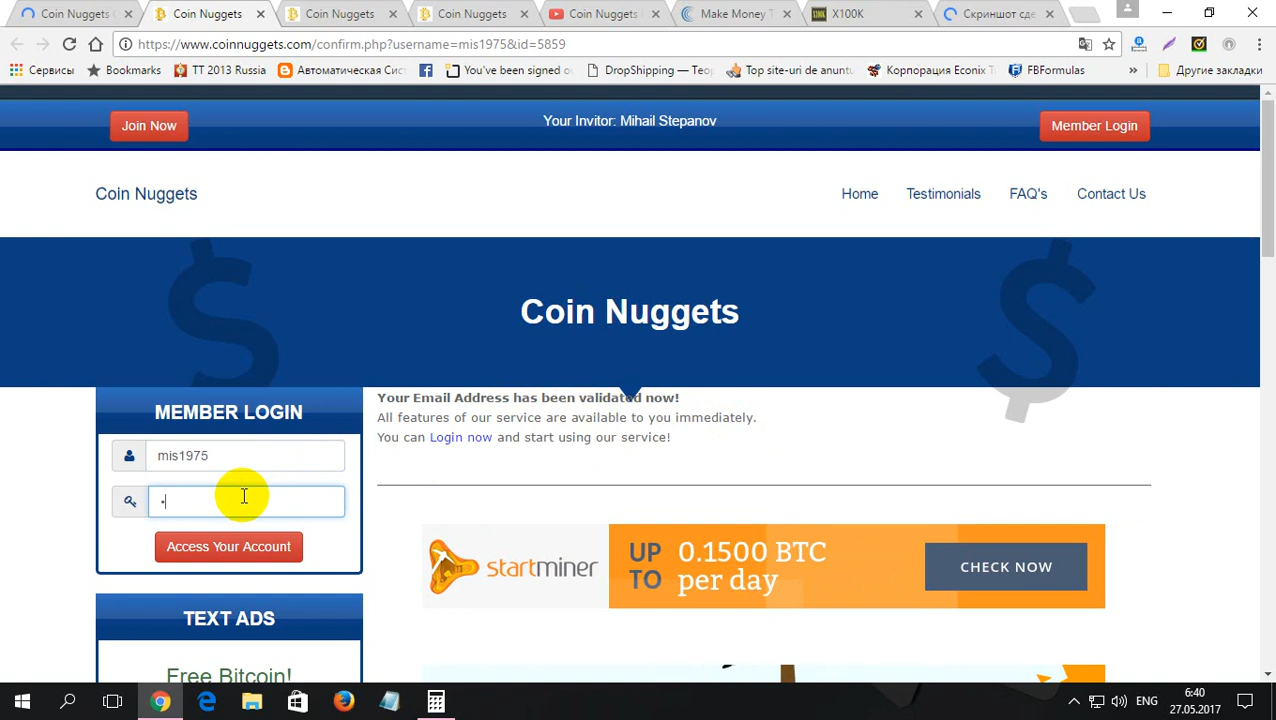 Coin Nuggets
Coin Nuggets
Coin Nuggets
Coin Nuggets
Coin Nuggets
Make Money T
X100K
Скриншот сде
https://www.coinnuggets.com/confirm.php?username=mis1975&id=5859
Сервисы
Bookmarks
TT 2013 Russia
Автоматическая Сис
You've been signed o
DropShipping — Teop
Top site-uri de anuntu
Корпорация Econix T
FBFormulas
»
Другие закладки
Join Now
Your Invitor: Mihail Stepanov
Member Login
Coin Nuggets
Home
Testimonials
FAQ's
Contact Us
Coin Nuggets
MEMBER LOGIN
mis1975
Access Your Account
Your Email Address has been validated now!
All features of our service are available to you immediately.
You can Login now and start using our service!
startminer
UP TO
0.1500 BTC
per day
CHECK NOW
TEXT ADS
Free Bitcoin!
ENG
6:40
27.05.2017